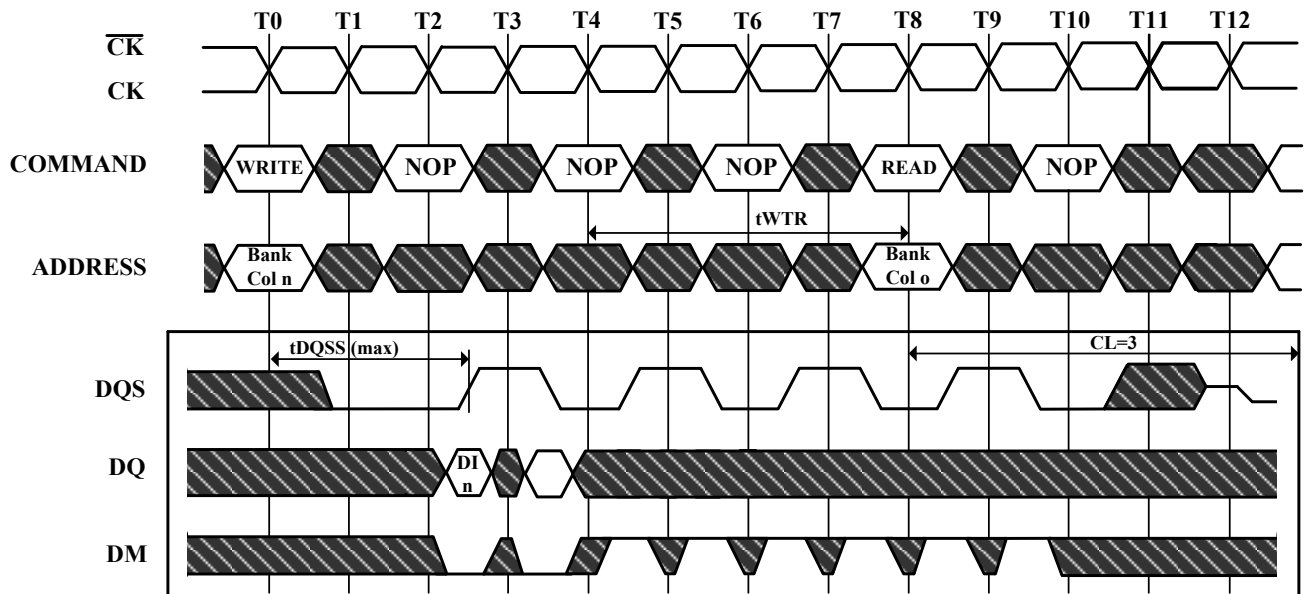 T0 T1 T2 T3 T4 T5 T6 T7 T8 T9 T10 T11 T12
CK
CK
COMMAND WRITE NOP NOP NOP READ NOP
tWTR
ADDRESS Bank Col n Bank Col o
tDQSS (max) CL=3
DQS
DQ DI n
DM